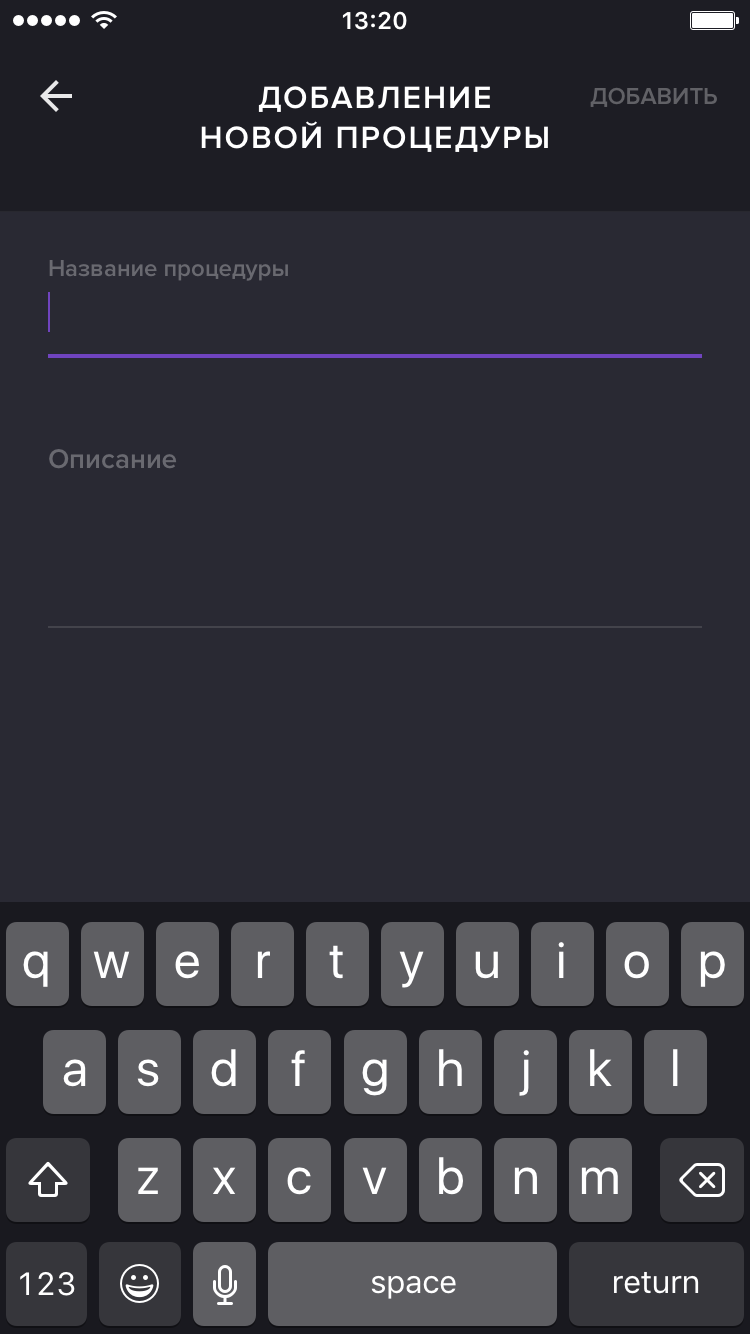 13:20
ДОБАВЛЕНИЕ
НОВОЙ ПРОЦЕДУРЫ
ДОБАВИТЬ
Название процедуры
Описание
q w e r t y u i o p
a s d f g h j k l
z x c v b n m
123 space return